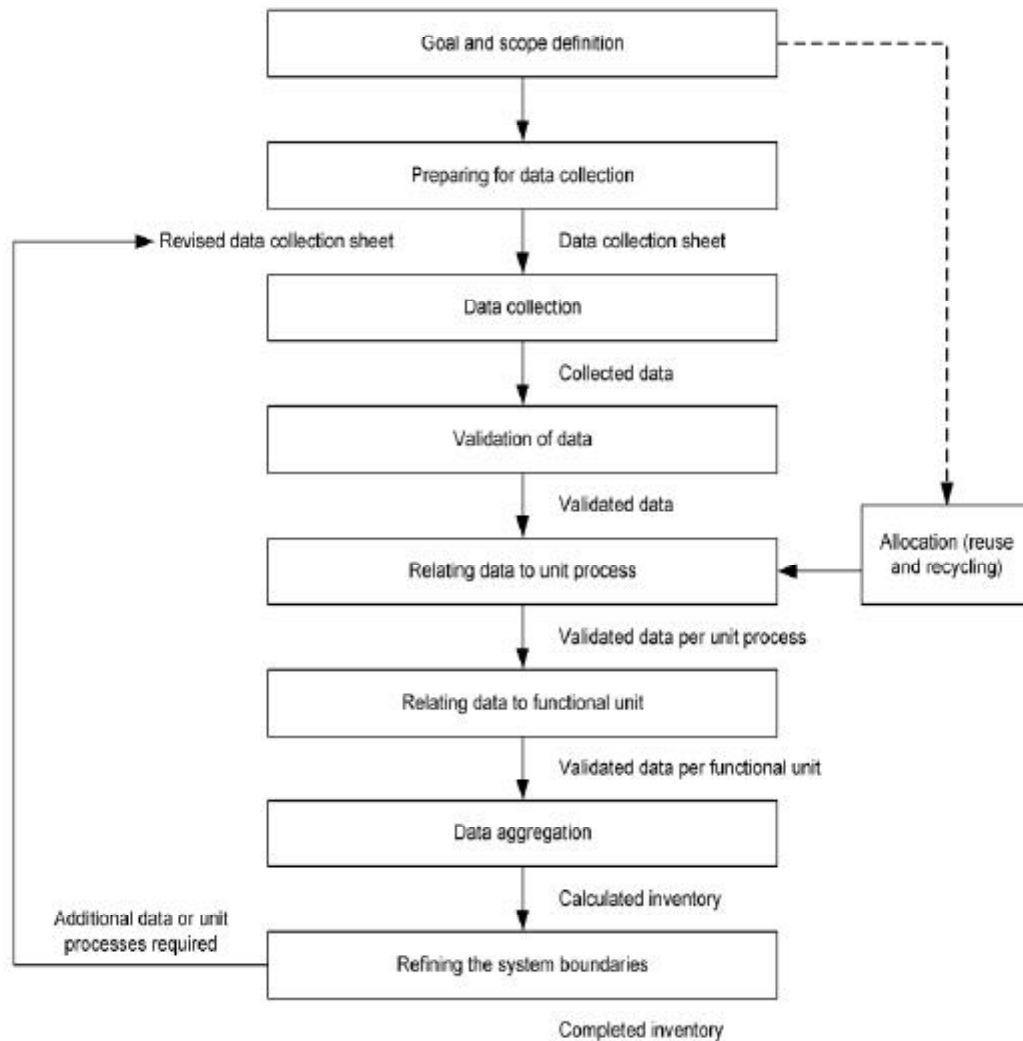 Goal and scope definition
Preparing for data collection
Revised data collection sheet
Data collection sheet
Data collection
Collected data
Validation of data
Validated data
Allocation (reuse
and recycling)
Relating data to unit process
Validated data per unit process
Relating data to functional unit
Validated data per functional unit
Data aggregation
Calculated inventory
Additional data or unit
processes required
Refining the system boundaries
Completed inventory